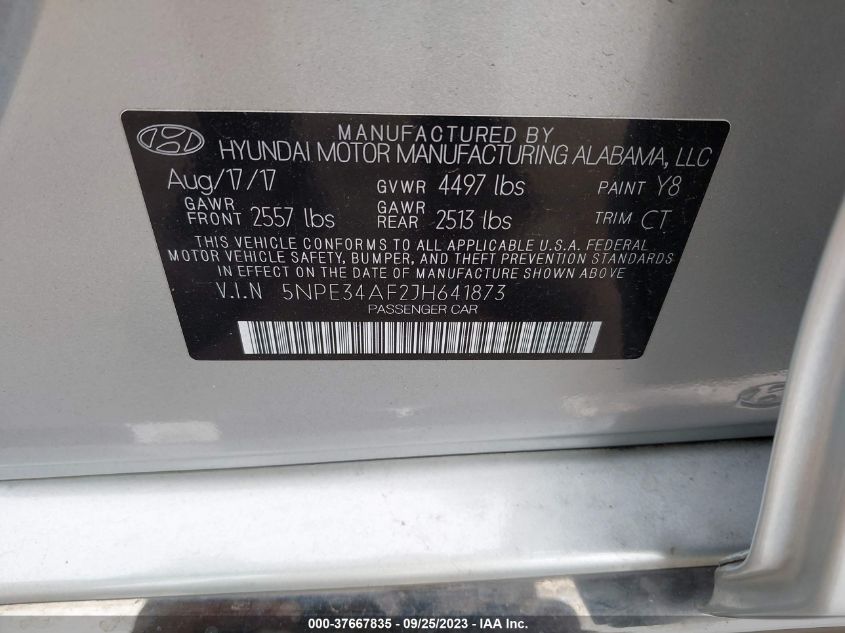 MANUFACTURED BY
HYUNDAI MOTOR MANUFACTURING ALABAMA, LLC
Aug/17/17 GVWR 4497 lbs PAINT Y8
GAWR FRONT 2557 lbs GAWR REAR 2513 lbs TRIM CT
THIS VEHICLE CONFORMS TO ALL APPLICABLE U.S.A. FEDERAL
MOTOR VEHICLE SAFETY, BUMPER, AND THEFT PREVENTION STANDARDS
IN EFFECT ON THE DATE OF MANUFACTURE SHOWN ABOVE
V.I.N 5NPE34AF2JH641873
PASSENGER CAR
000-37667835 - 09/25/2023 - IAA Inc.